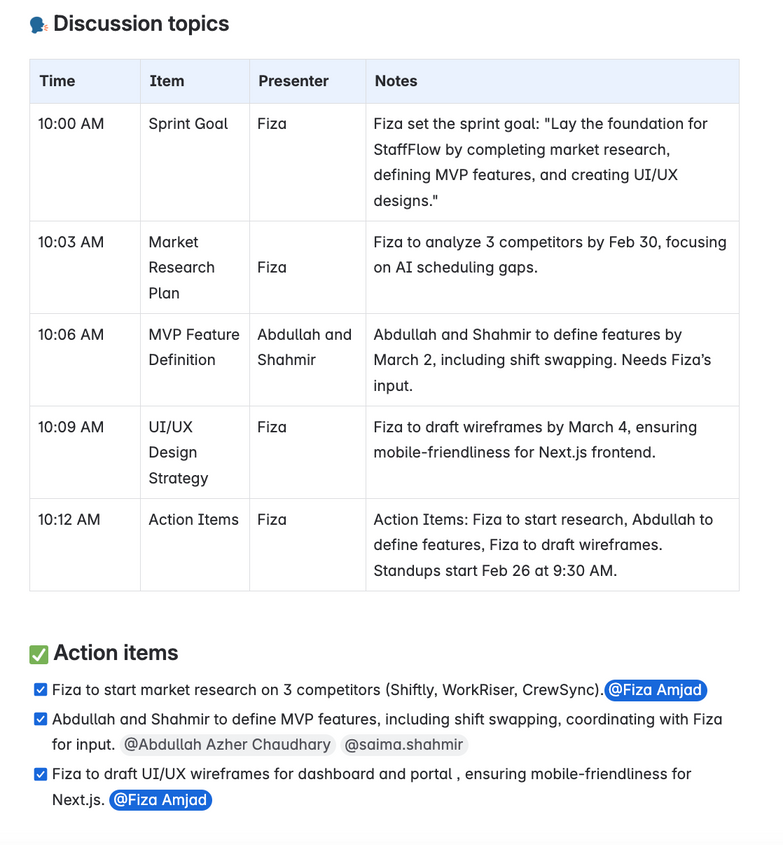 Discussion topics
Time Item Presenter Notes
10:00 AM Sprint Goal Fiza Fiza set the sprint goal: "Lay the foundation for
StaffFlow by completing market research,
defining MVP features, and creating UI/UX
designs."
10:03 AM Market Fiza to analyze 3 competitors by Feb 30, focusing
Research Fiza on AI scheduling gaps.
Plan
10:06 AM MVP Feature Abdullah and Abdullah and Shahmir to define features by
Definition Shahmir March 2, including shift swapping. Needs Fiza’s
input.
10:09 AM UI/UX Fiza Fiza to draft wireframes by March 4, ensuring
Design mobile-friendliness for Next.js frontend.
Strategy
10:12 AM Action Items Fiza Action Items: Fiza to start research, Abdullah to
define features, Fiza to draft wireframes.
Standups start Feb 26 at 9:30 AM.
Action items
Fiza to start market research on 3 competitors (Shiftly, WorkRiser, CrewSync). @Fiza Amjad
Abdullah and Shahmir to define MVP features, including shift swapping, coordinating with Fiza
for input. @Abdullah Azher Chaudhary @saima.shahmir
Fiza to draft UI/UX wireframes for dashboard and portal , ensuring mobile-friendliness for
Next.js. @Fiza Amjad